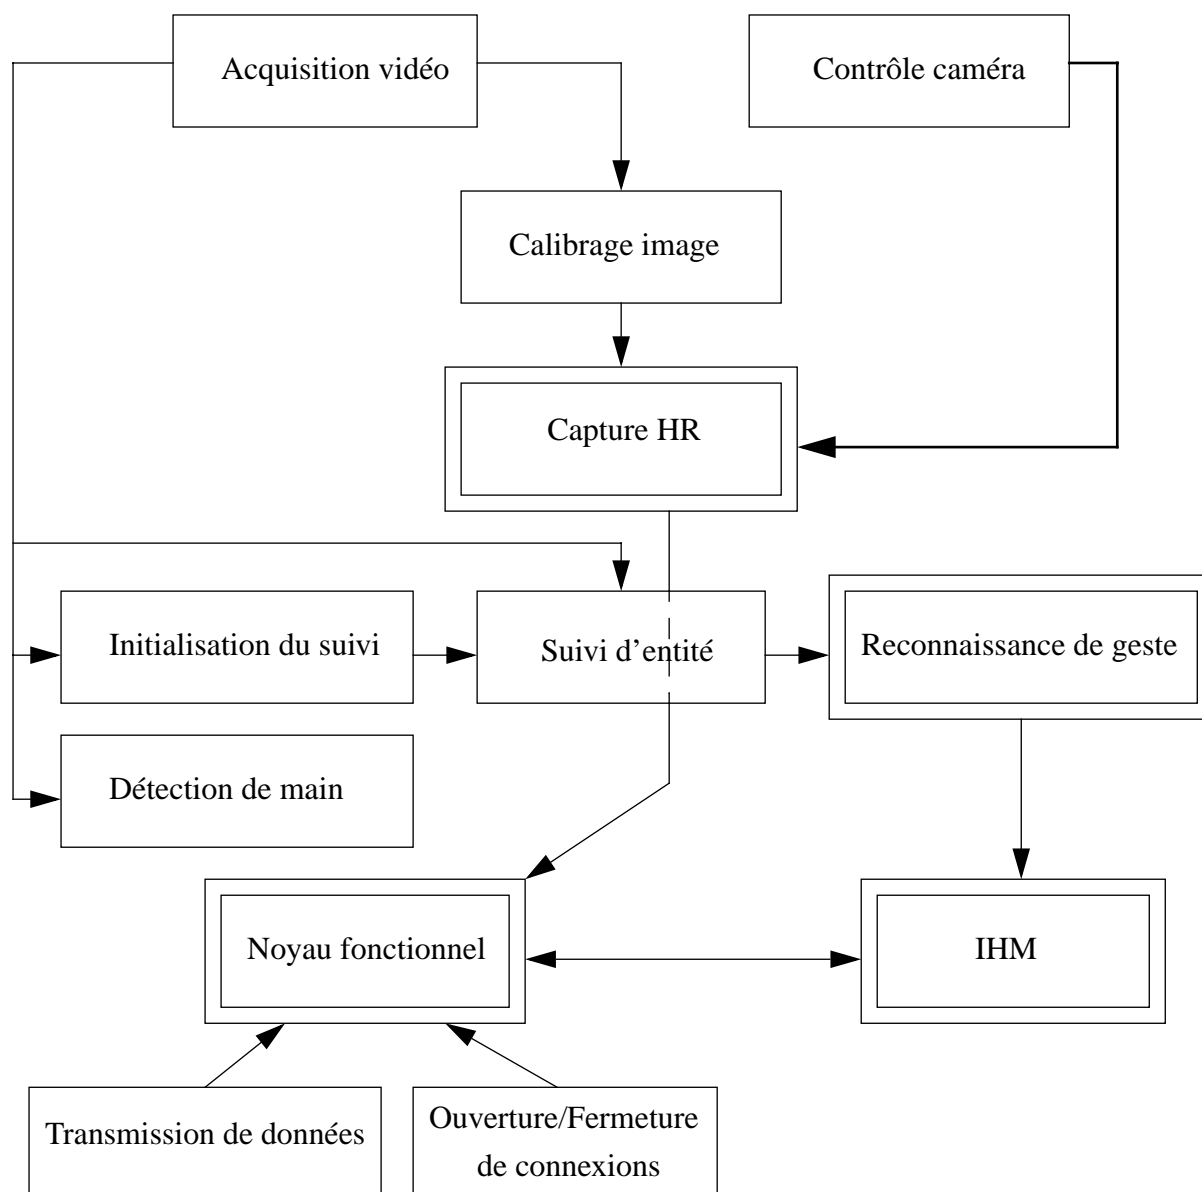 Acquisition vidéo
Contrôle caméra
Calibrage image
Capture HR
Initialisation du suivi
Suivi d’entité
Reconnaissance de geste
Détection de main
Noyau fonctionnel
IHM
Transmission de données
Ouverture/Fermeture
de connexions